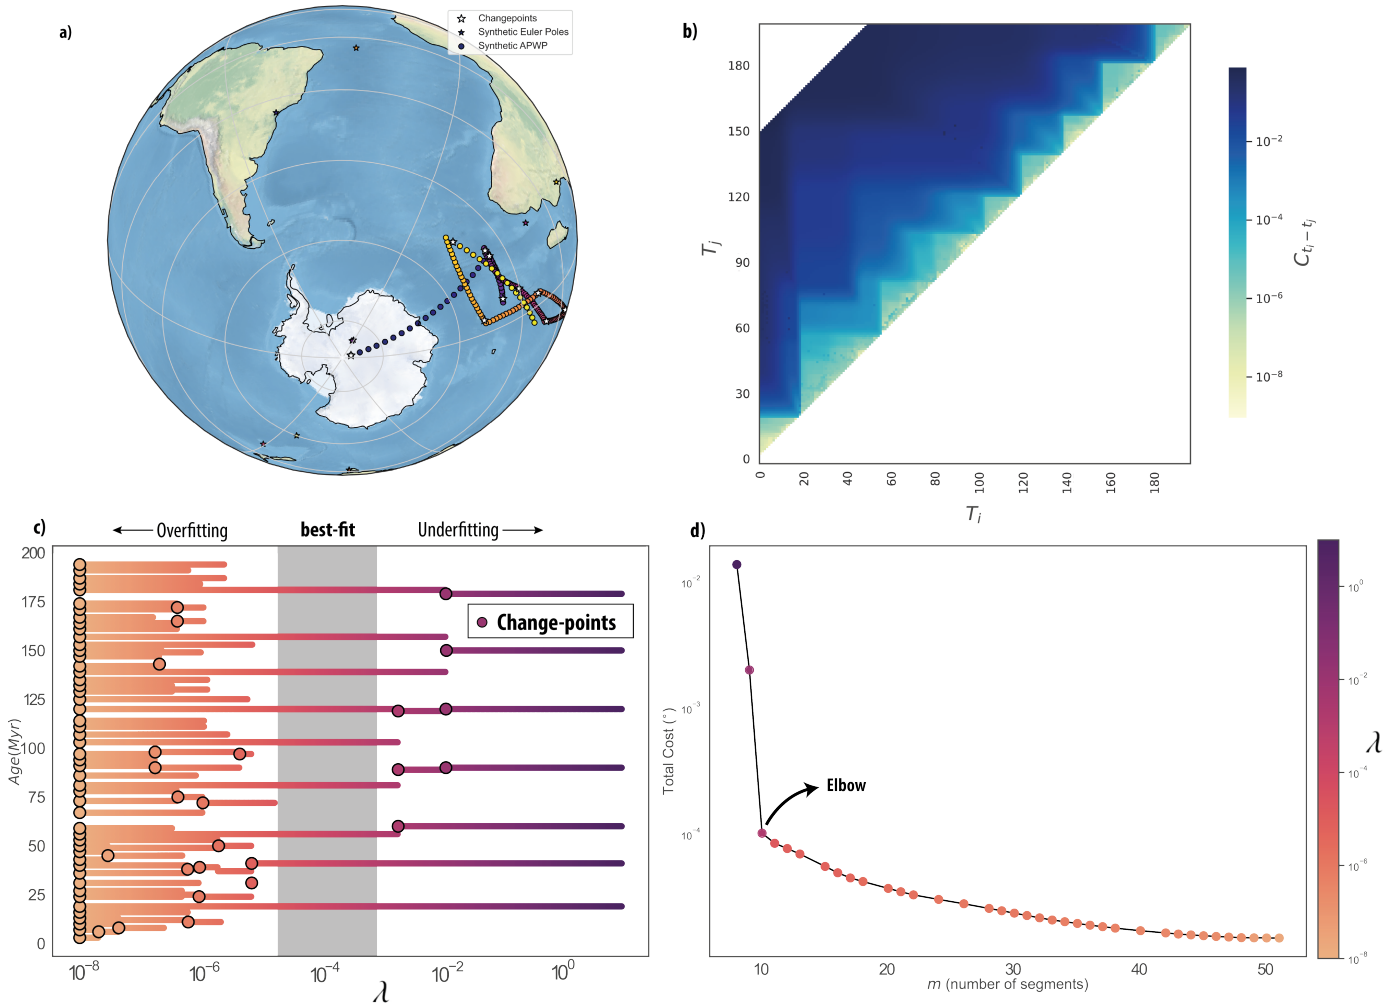 a)
Changepoints
Synthetic Euler Poles
Synthetic APWP
b)
180
150
120
90
60
30
0
T_j
0 20 40 60 80 100 120 140 160 180
T_i
10^-2
10^-4
10^-6
10^-8
C_{t_i - t_j}
c)
Overfitting best-fit Underfitting
200
175
150
125
100
75
50
25
0
Age(Myr)
Change-points
10^-8 10^-6 10^-4 10^-2 10^0
λ
d)
10^-2
10^-3
10^-4
Total Cost (°)
Elbow
10 20 30 40 50
m (number of segments)
10^0
10^-2
10^-4
10^-6
10^-8
λ